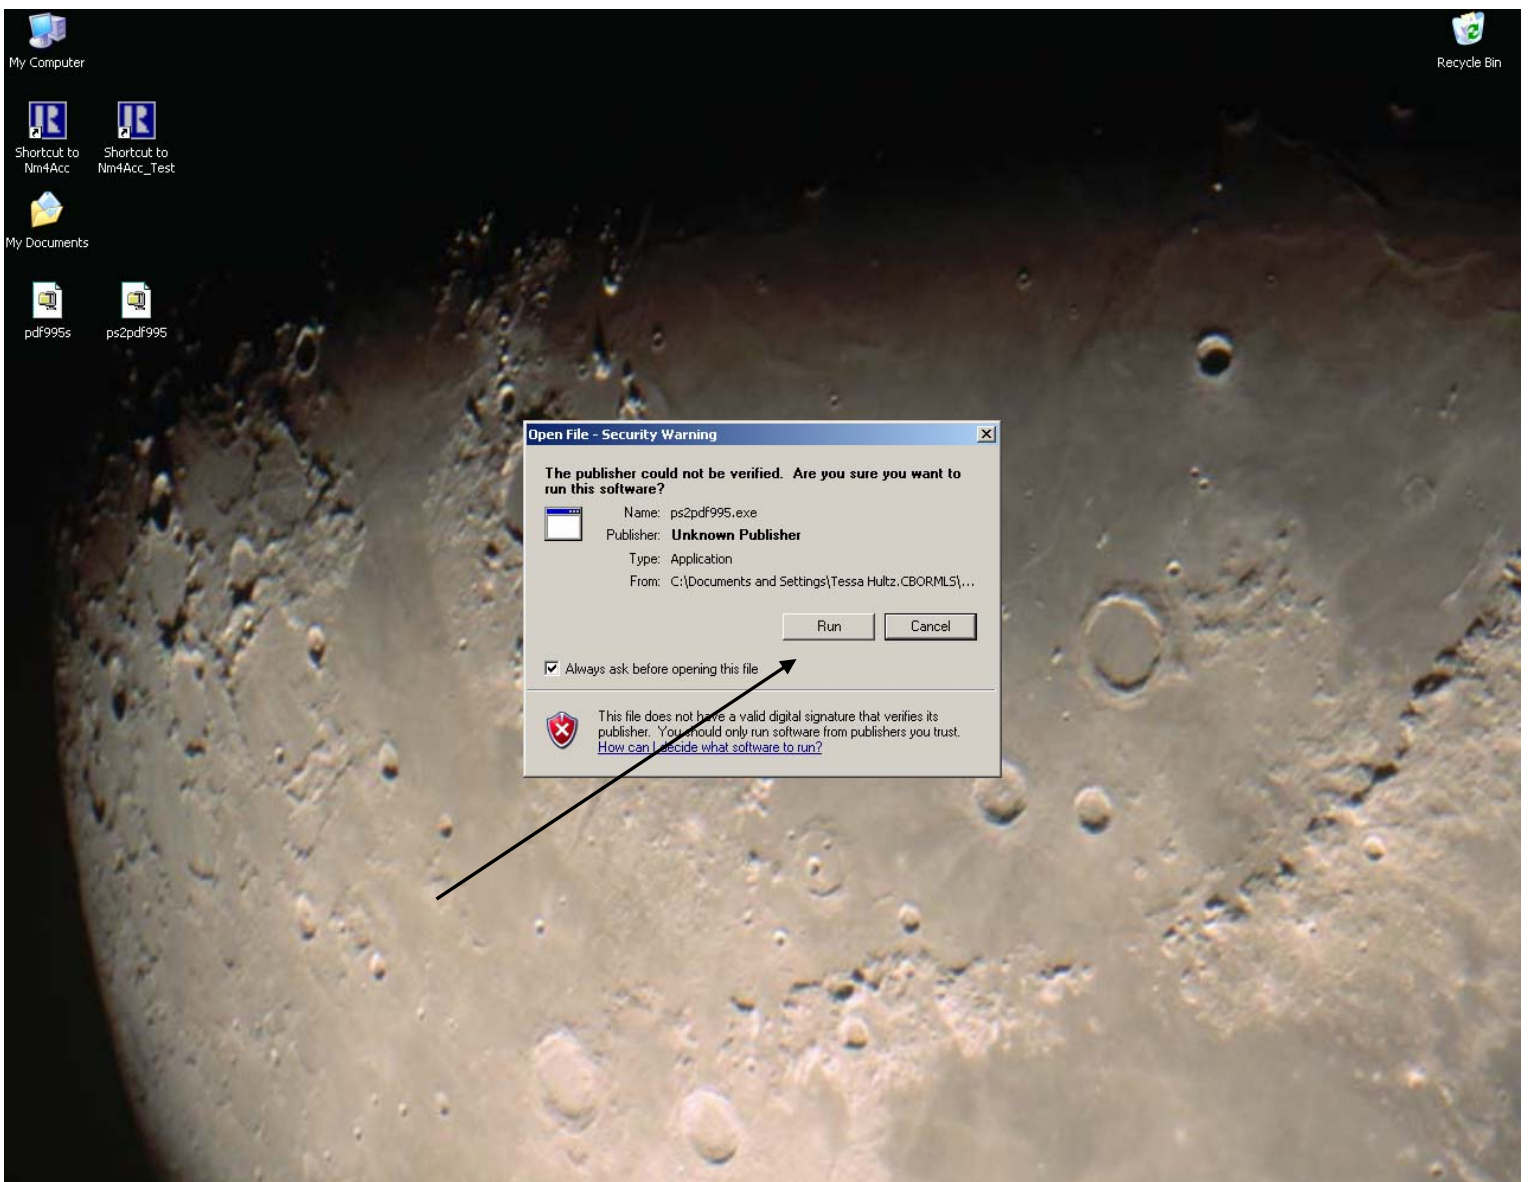 My Computer
Recycle Bin
Shortcut to
Nm4Acc
Shortcut to
Nm4Acc_Test
My Documents
pdf995s
ps2pdf995
Open File - Security Warning
The publisher could not be verified.  Are you sure you want to
run this software?
Name: ps2pdf995.exe
Publisher: Unknown Publisher
Type: Application
From: C:\Documents and Settings\Tessa Hultz.CBORMLS\...
Run
Cancel
Always ask before opening this file
This file does not have a valid digital signature that verifies its
publisher.  You should only run software from publishers you trust.
How can I decide what software to run?